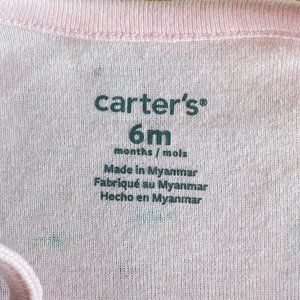 carter's®
6m
months / mois
Made in Myanmar
Fabriqué au Myanmar
Hecho en Myanmar